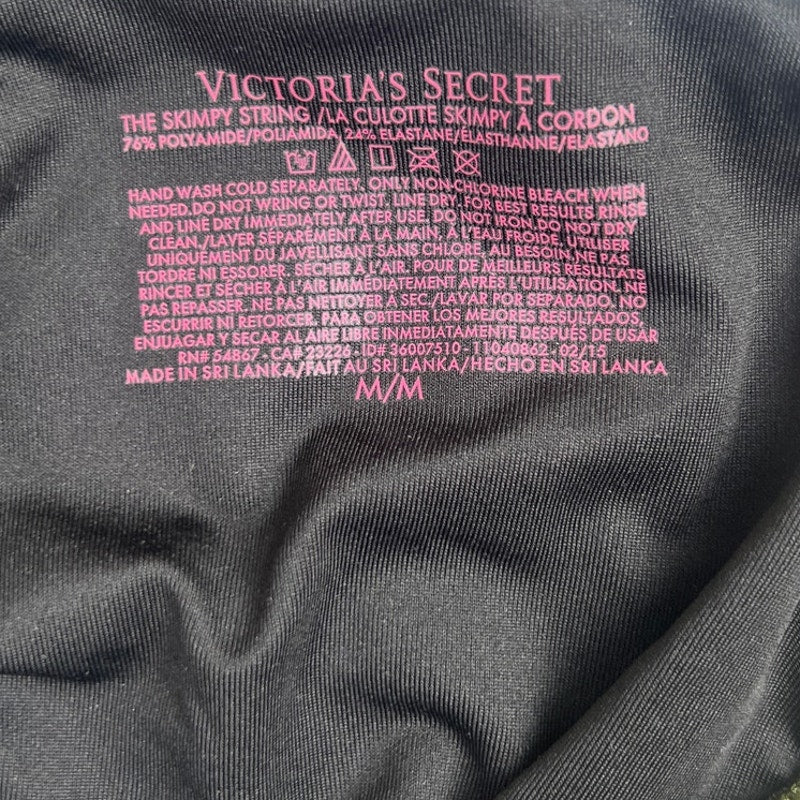 VICTORIA'S SECRET
THE SKIMPY STRING /LA CULOTTE SKIMPY À CORDON
76% POLYAMIDE/POLIAMIDA, 24% ELASTANE/ÉLASTHANNE/ELASTANO
HAND WASH COLD SEPARATELY. ONLY NON-CHLORINE BLEACH WHEN
NEEDED.DO NOT WRING OR TWIST. LINE DRY. FOR BEST RESULTS RINSE
AND LINE DRY IMMEDIATELY AFTER USE. DO NOT IRON.DO NOT DRY
CLEAN./LAVER SÉPARÉMENT À LA MAIN, À L'EAU FROIDE. UTILISER
UNIQUEMENT DU JAVELLISANT SANS CHLORE, AU BESOIN.NE PAS
TORDRE NI ESSORER. SÉCHER À L'AIR. POUR DE MEILLEURS RESULTATS
RINCER ET SÉCHER À L'AIR IMMÉDIATEMENT APRÈS L'UTILISATION. NE
PAS REPASSER. NE PAS NETTOYER À SEC/LAVAR POR SEPARADO. NO
ESCURRIR NI RETORCER. PARA OBTENER LOS MEJORES RESULTADOS,
ENJUAGAR Y SECAR AL AIRE LIBRE INMEDIATAMENTE DESPUÉS DE USAR
RN# 54867 - CA# 23226 - ID# 36007510 - 11040862 - 02/15
MADE IN SRI LANKA/FAIT AU SRI LANKA/HECHO EN SRI LANKA
M/M